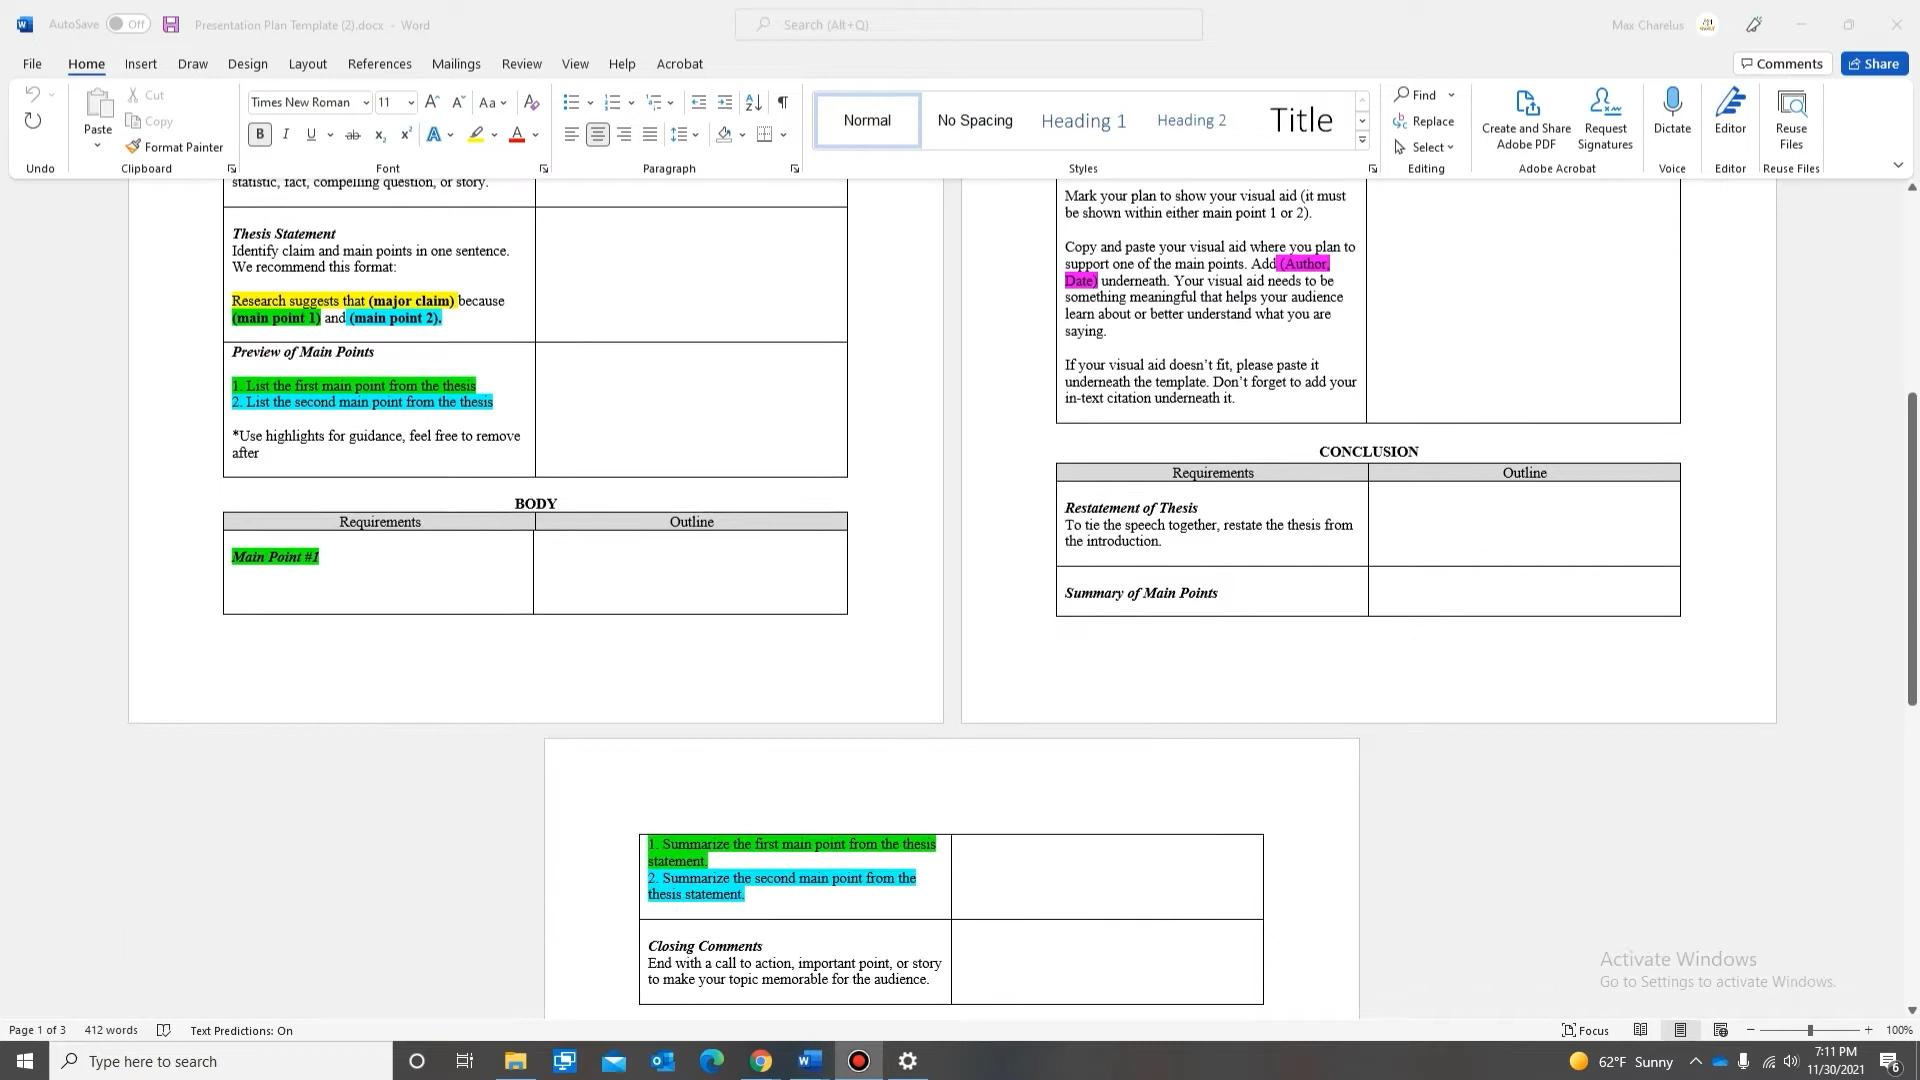 AutoSave Off Presentation Plan Template (2).docx - Word
Search (Alt+Q)
Max Charelus
File Home Insert Draw Design Layout References Mailings Review View Help Acrobat
Comments
Share
Paste
Cut
Copy
Format Painter
Times New Roman 11
Normal
No Spacing
Heading 1
Heading 2
Title
Find
Replace
Select
Create and Share
Adobe PDF
Request
Signatures
Dictate
Editor
Reuse
Files
Undo Clipboard Font Paragraph Styles Editing Adobe Acrobat Voice Editor Reuse Files
statistic, fact, compelling question, or story.
Thesis Statement
Identify claim and main points in one sentence.
We recommend this format:
Research suggests that (major claim) because
(main point 1) and (main point 2).
Preview of Main Points
1. List the first main point from the thesis
2. List the second main point from the thesis
*Use highlights for guidance, feel free to remove
after
BODY
Requirements Outline
Main Point #1
Mark your plan to show your visual aid (it must
be shown within either main point 1 or 2).
Copy and paste your visual aid where you plan to
support one of the main points. Add (Author,
Date) underneath. Your visual aid needs to be
something meaningful that helps your audience
learn about or better understand what you are
saying.
If your visual aid doesn’t fit, please paste it
underneath the template. Don’t forget to add your
in-text citation underneath it.
CONCLUSION
Requirements Outline
Restatement of Thesis
To tie the speech together, restate the thesis from
the introduction.
Summary of Main Points
1. Summarize the first main point from the thesis
statement.
2. Summarize the second main point from the
thesis statement.
Closing Comments
End with a call to action, important point, or story
to make your topic memorable for the audience.
Activate Windows
Go to Settings to activate Windows.
Page 1 of 3 412 words Text Predictions: On
Focus
100%
Type here to search
62°F Sunny
7:11 PM
11/30/2021
6